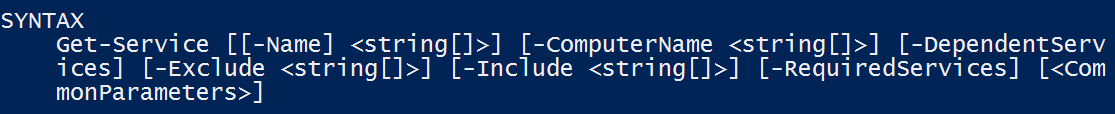 SYNTAX
Get-Service [[-Name] <string[]>] [-ComputerName <string[]>] [-DependentServ
ices] [-Exclude <string[]>] [-Include <string[]>] [-RequiredServices] [<Com
monParameters>]